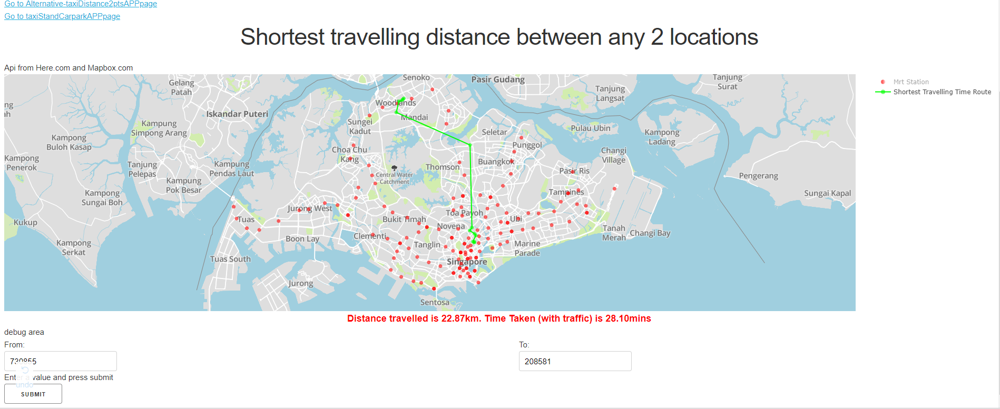 Go to Alternative-taxiDistance2ptsAPPpage
Go to taxiStandCarparkAPPpage
Shortest travelling distance between any 2 locations
Api from Here.com and Mapbox.com
Senoko
Pasir Gudang
Tanjung
Surat
Gelang
Patah
Tanjung
Langsat
Mrt Station
Shortest Travelling Time Route
ng
ah
Iskandar Puteri
Woodlands
Mandai
Kampung
Simpong Arang
Sungei
Kadut
Seletar
Pulau Ubin
Kampong
Ladang
Kampong
Buloh Kasap
Choa Chu
Kang
Punggol
Changi
Village
Kampong
Penerok
Tanjung
Pelepas
Kampung
Pendas Laut
Thomson
Buangkok
Pasir Ris
Pengerang
Central Water
Catchment
Kampung
Pok Besar
Kampong
Sungai Boh
Tampines
Sungai Kapal
Jurong West
Toa Payoh
Kukup
Tuas
Bukit Timah
Novena
Ubi
Tanah
Merah
Changi Bay
Kampong
Serkat
Boon Lay
Clementi
Tanglin
Marine
Parade
Tuas South
Singapore
Jurong
Sentosa
Distance travelled is 22.87km. Time Taken (with traffic) is 28.10mins
debug area
From:
To:
730855
208581
Enter a value and press submit
undo
SUBMIT